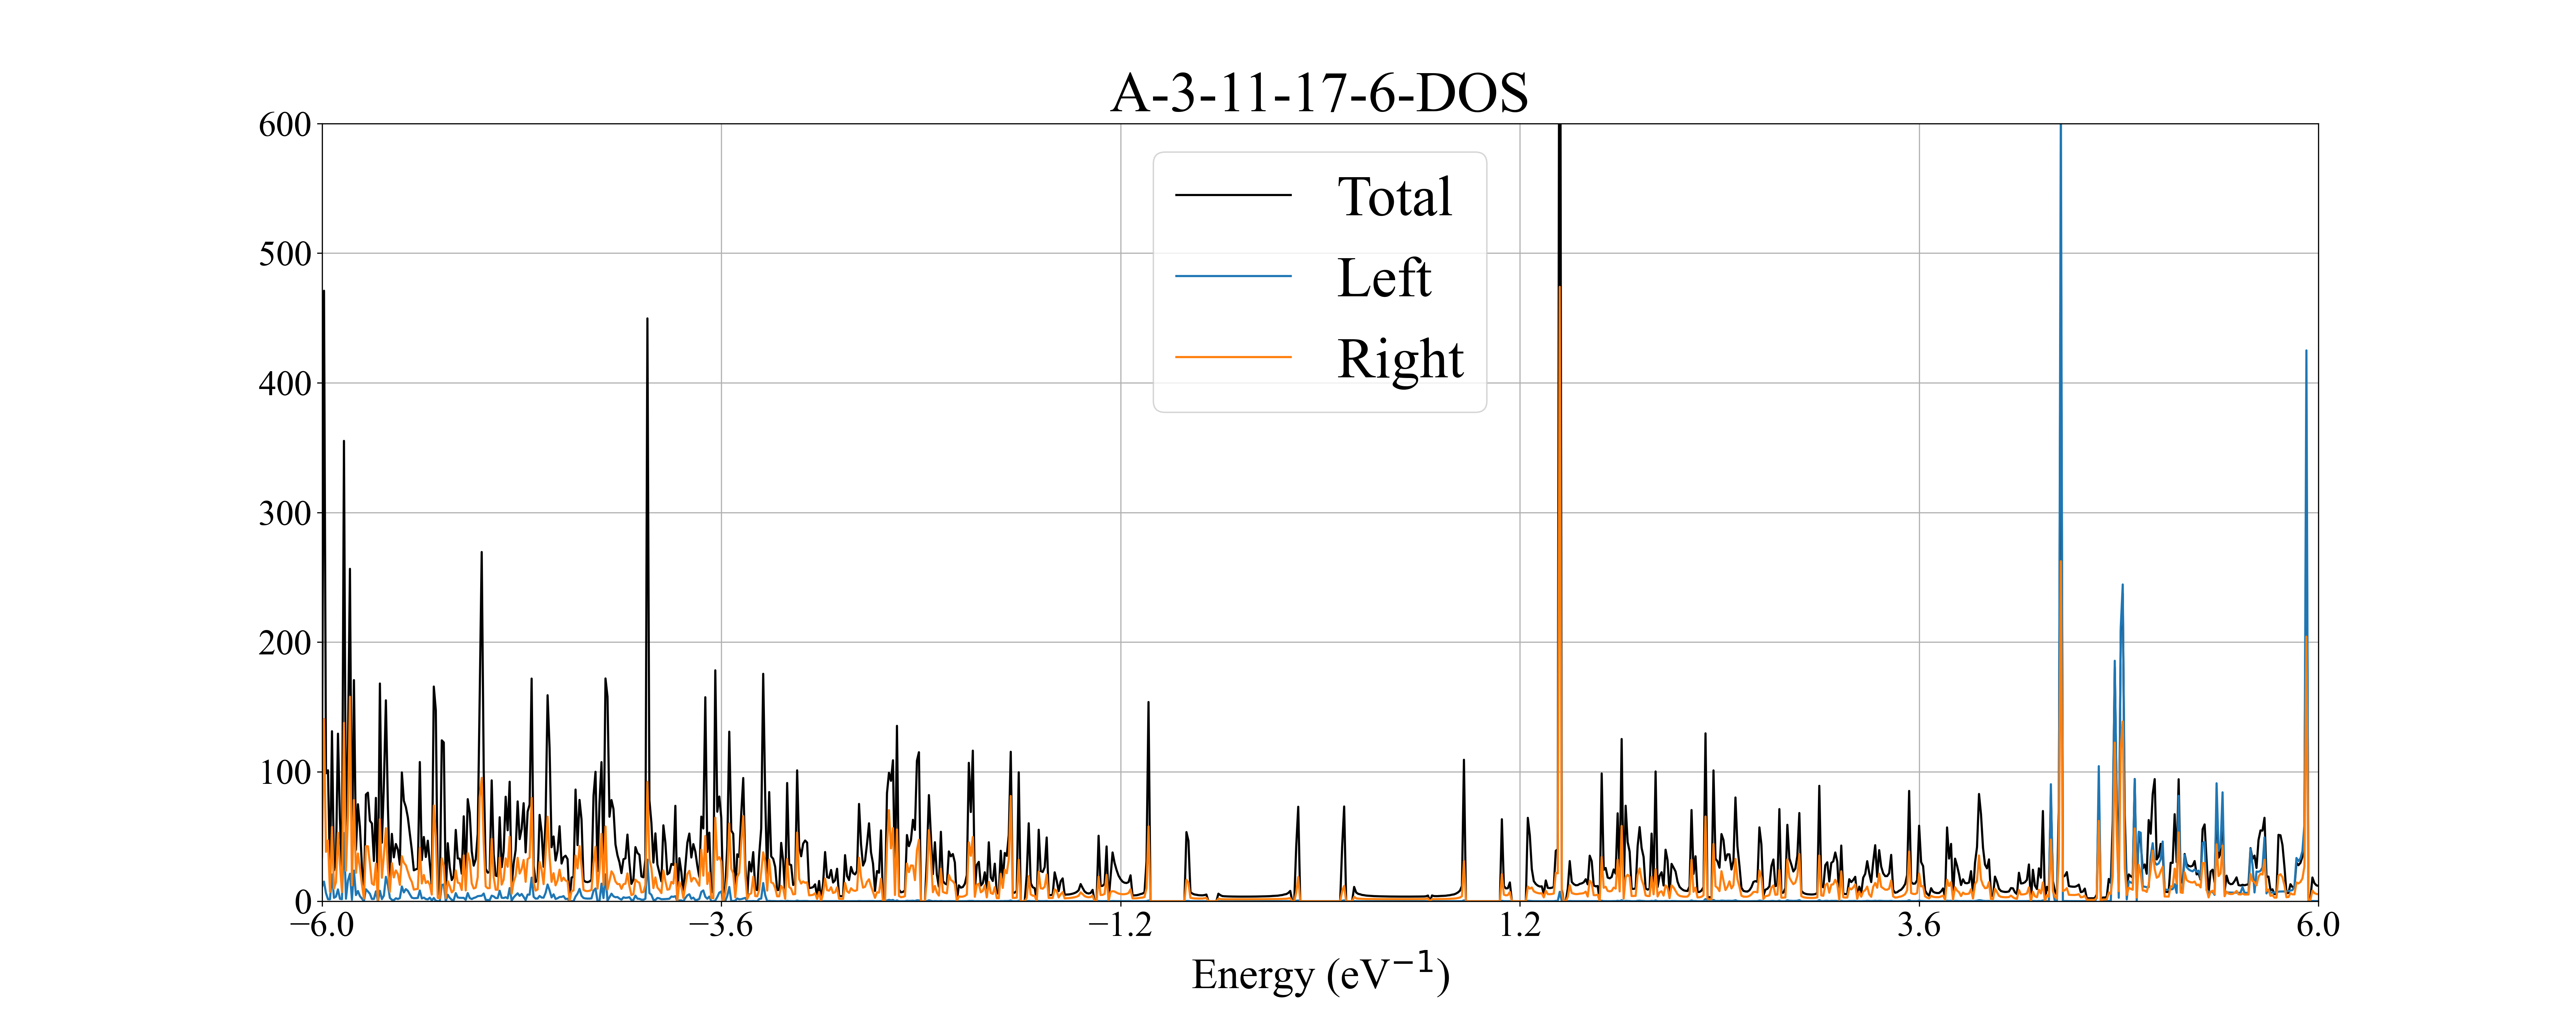 A-3-11-17-6-DOS
600
500
400
300
200
100
0
Total
Left
Right
−6.0 −3.6 −1.2 1.2 3.6 6.0
Energy (eV⁻¹)